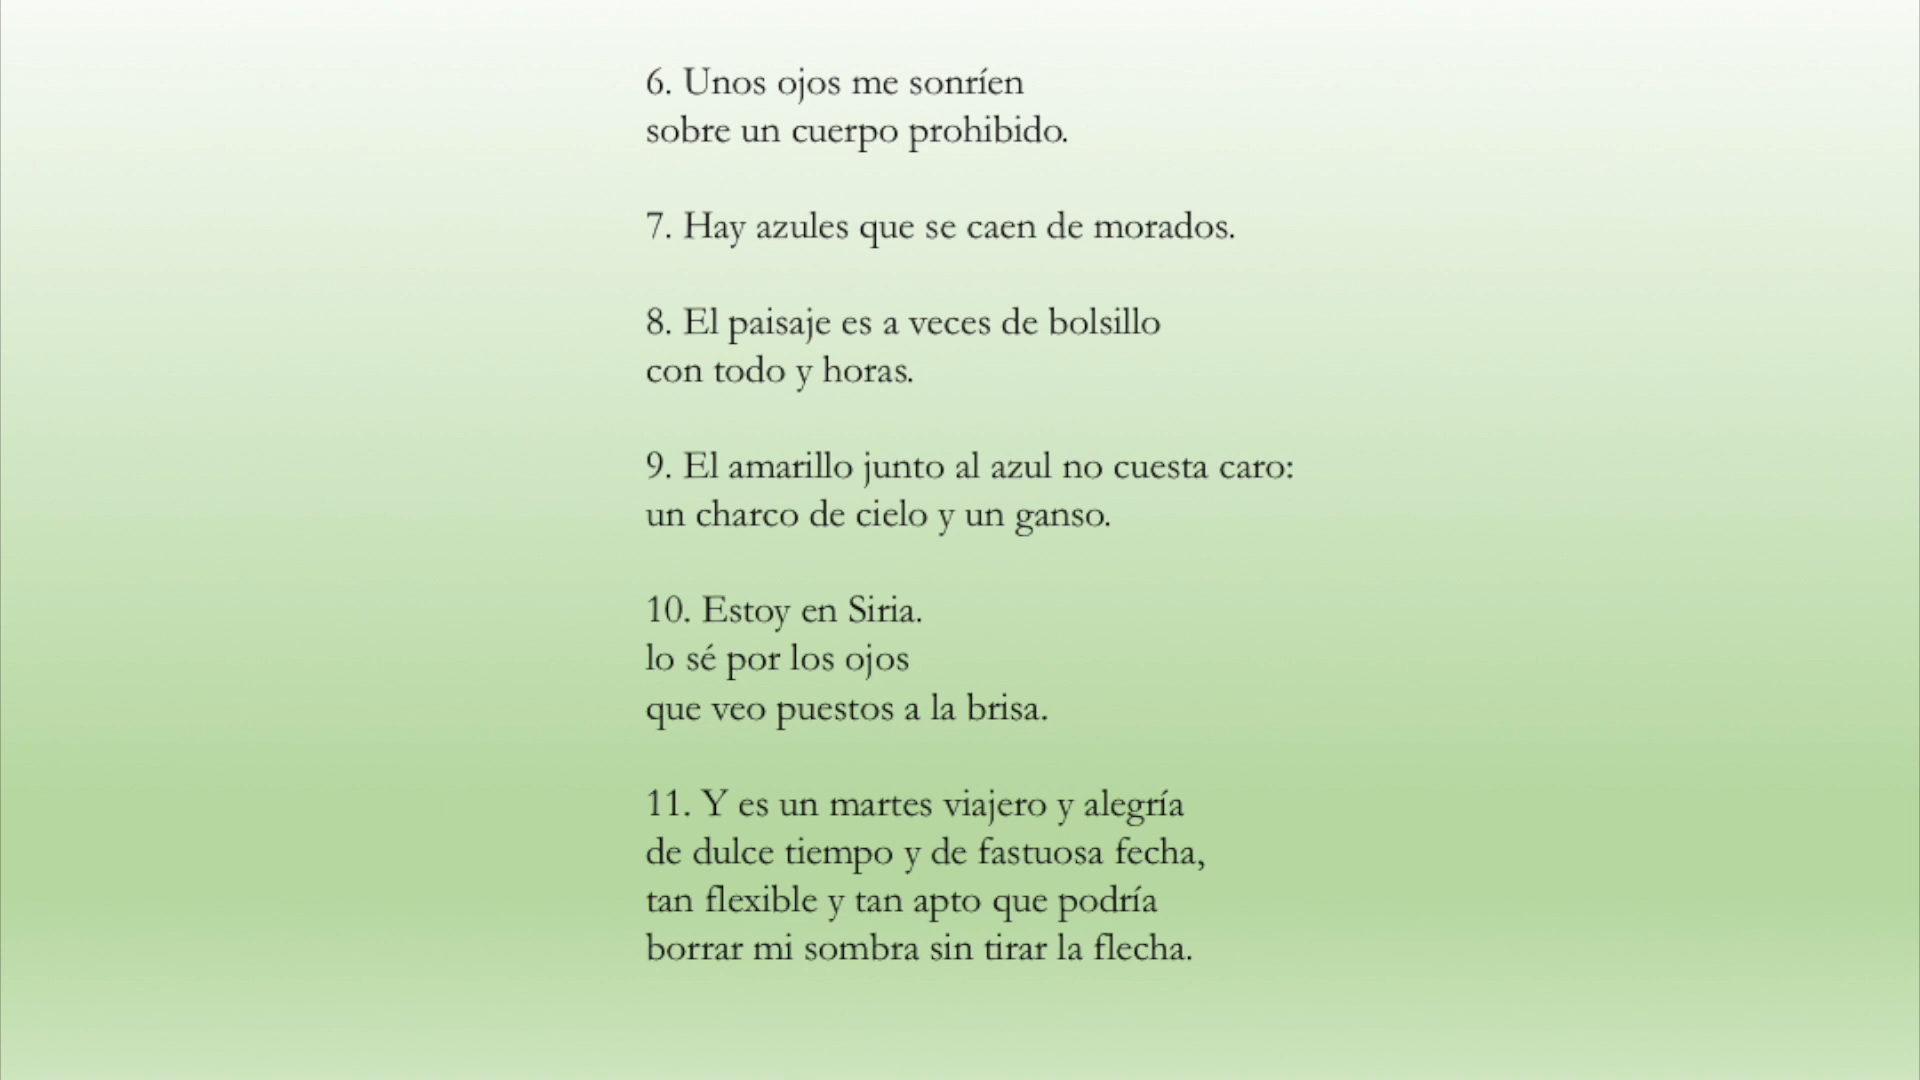 6. Unos ojos me sonríen
sobre un cuerpo prohibido.
7. Hay azules que se caen de morados.
8. El paisaje es a veces de bolsillo
con todo y horas.
9. El amarillo junto al azul no cuesta caro:
un charco de cielo y un ganso.
10. Estoy en Siria.
lo sé por los ojos
que veo puestos a la brisa.
11. Y es un martes viajero y alegría
de dulce tiempo y de fastuosa fecha,
tan flexible y tan apto que podría
borrar mi sombra sin tirar la flecha.